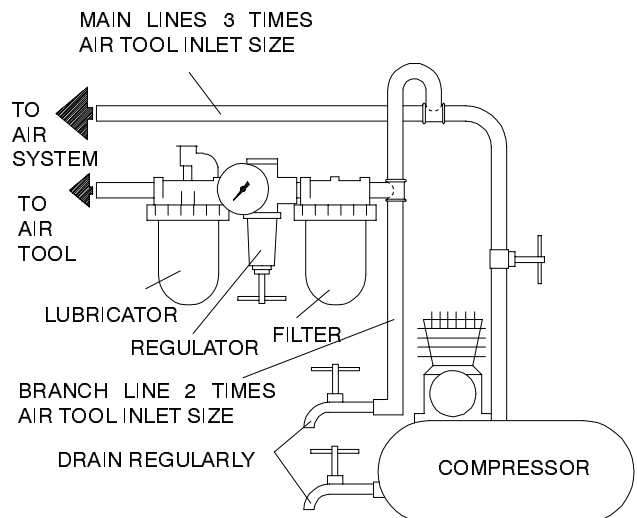 MAIN LINES 3 TIMES
AIR TOOL INLET SIZE
TO
AIR
SYSTEM
TO
AIR
TOOL
LUBRICATOR
REGULATOR
FILTER
BRANCH LINE 2 TIMES
AIR TOOL INLET SIZE
DRAIN REGULARLY
COMPRESSOR